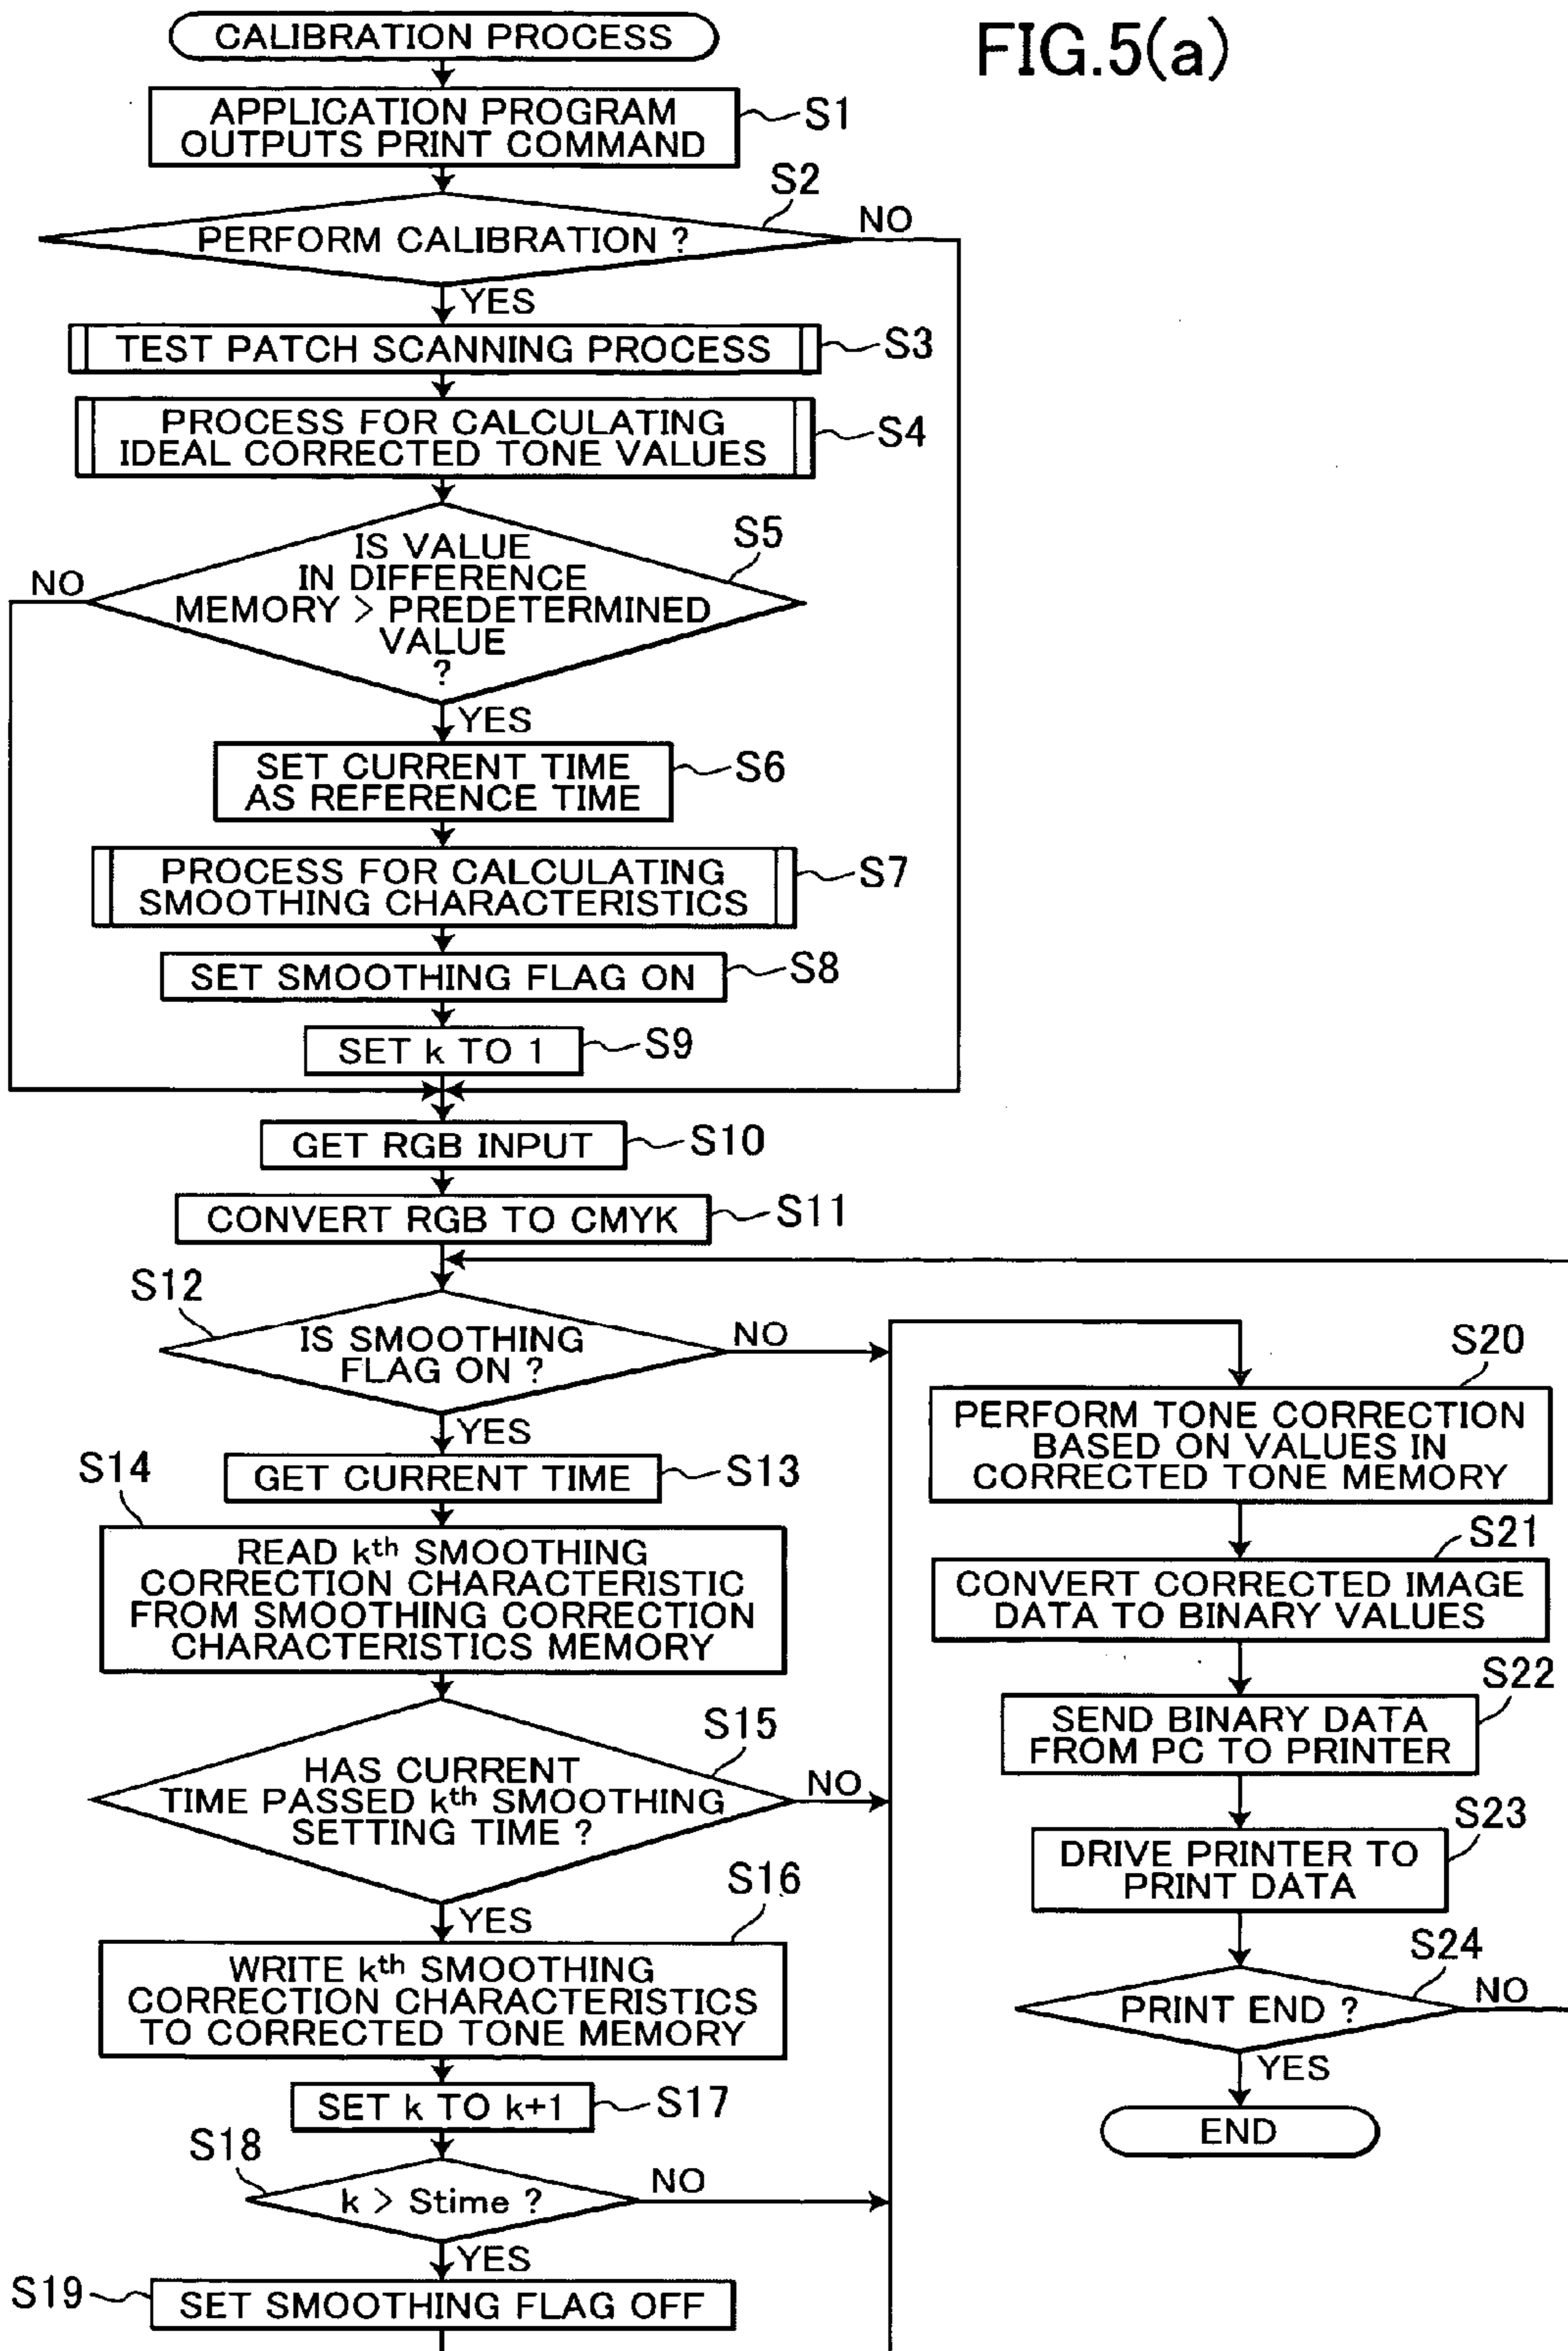 FIG.5(a)
CALIBRATION PROCESS
APPLICATION PROGRAM
OUTPUTS PRINT COMMAND
S1
S2
PERFORM CALIBRATION ?
NO
YES
TEST PATCH SCANNING PROCESS
S3
PROCESS FOR CALCULATING
IDEAL CORRECTED TONE VALUES
S4
S5
IS VALUE
IN DIFFERENCE
MEMORY > PREDETERMINED
VALUE
?
NO
YES
SET CURRENT TIME
AS REFERENCE TIME
S6
PROCESS FOR CALCULATING
SMOOTHING CHARACTERISTICS
S7
SET SMOOTHING FLAG ON
S8
SET k TO 1
S9
GET RGB INPUT
S10
CONVERT RGB TO CMYK
S11
S12
IS SMOOTHING
FLAG ON ?
NO
YES
GET CURRENT TIME
S13
S14
READ kth SMOOTHING
CORRECTION CHARACTERISTIC
FROM SMOOTHING CORRECTION
CHARACTERISTICS MEMORY
S15
HAS CURRENT
TIME PASSED kth SMOOTHING
SETTING TIME ?
NO
YES
S16
WRITE kth SMOOTHING
CORRECTION CHARACTERISTICS
TO CORRECTED TONE MEMORY
SET k TO k+1
S17
S18
k > Stime ?
NO
YES
S19
SET SMOOTHING FLAG OFF
S20
PERFORM TONE CORRECTION
BASED ON VALUES IN
CORRECTED TONE MEMORY
S21
CONVERT CORRECTED IMAGE
DATA TO BINARY VALUES
S22
SEND BINARY DATA
FROM PC TO PRINTER
S23
DRIVE PRINTER TO
PRINT DATA
S24
PRINT END ?
NO
YES
END